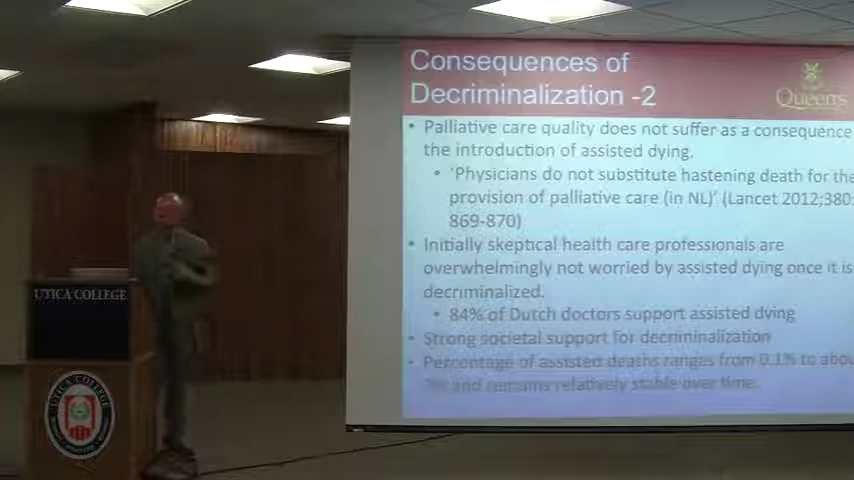 Consequences of
Decriminalization -2
Queen's
• Palliative care quality does not suffer as a consequence
the introduction of assisted dying.
• 'Physicians do not substitute hastening death for the
provision of palliative care (in NL)' (Lancet 2012;380:
869-870)
• Initially skeptical health care professionals are
overwhelmingly not worried by assisted dying once it is
decriminalized.
• 84% of Dutch doctors support assisted dying
• Strong societal support for decriminalization
• Percentage of assisted deaths ranges from 0.1% to abou
and remains relatively stable over time.
UTICA COLLEGE
UTICA COLLEGE